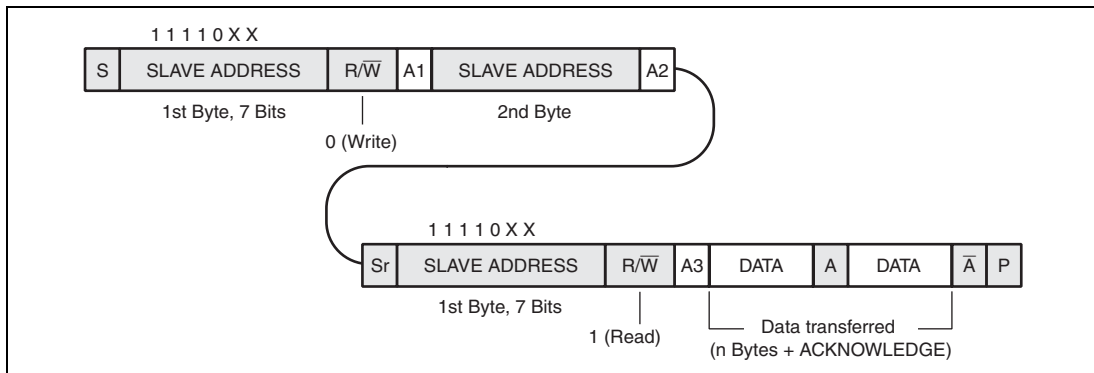 1 1 1 1 0 X X
S SLAVE ADDRESS R/W̅ A1 SLAVE ADDRESS A2
1st Byte, 7 Bits 2nd Byte
0 (Write)
1 1 1 1 0 X X
Sr SLAVE ADDRESS R/W̅ A3 DATA A DATA A̅ P
1st Byte, 7 Bits
1 (Read) Data transferred
(n Bytes + ACKNOWLEDGE)